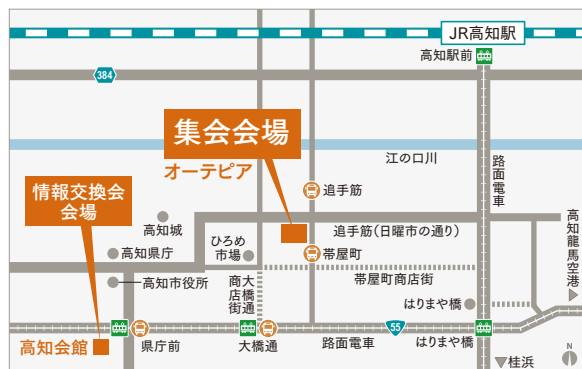 JR高知駅
高知駅前
384
集会会場
オーテピア
江の口川
路面電車
情報交換会
会場
追手筋
高知城
追手筋(日曜市の通り)
高知龍馬空港
ひろめ
市場
高知県庁
帯屋町
高知市役所
大橋通
商店街
帯屋町商店街
はりまや橋
55
高知会館
県庁前
大橋通
路面電車
はりまや橋
N
桂浜